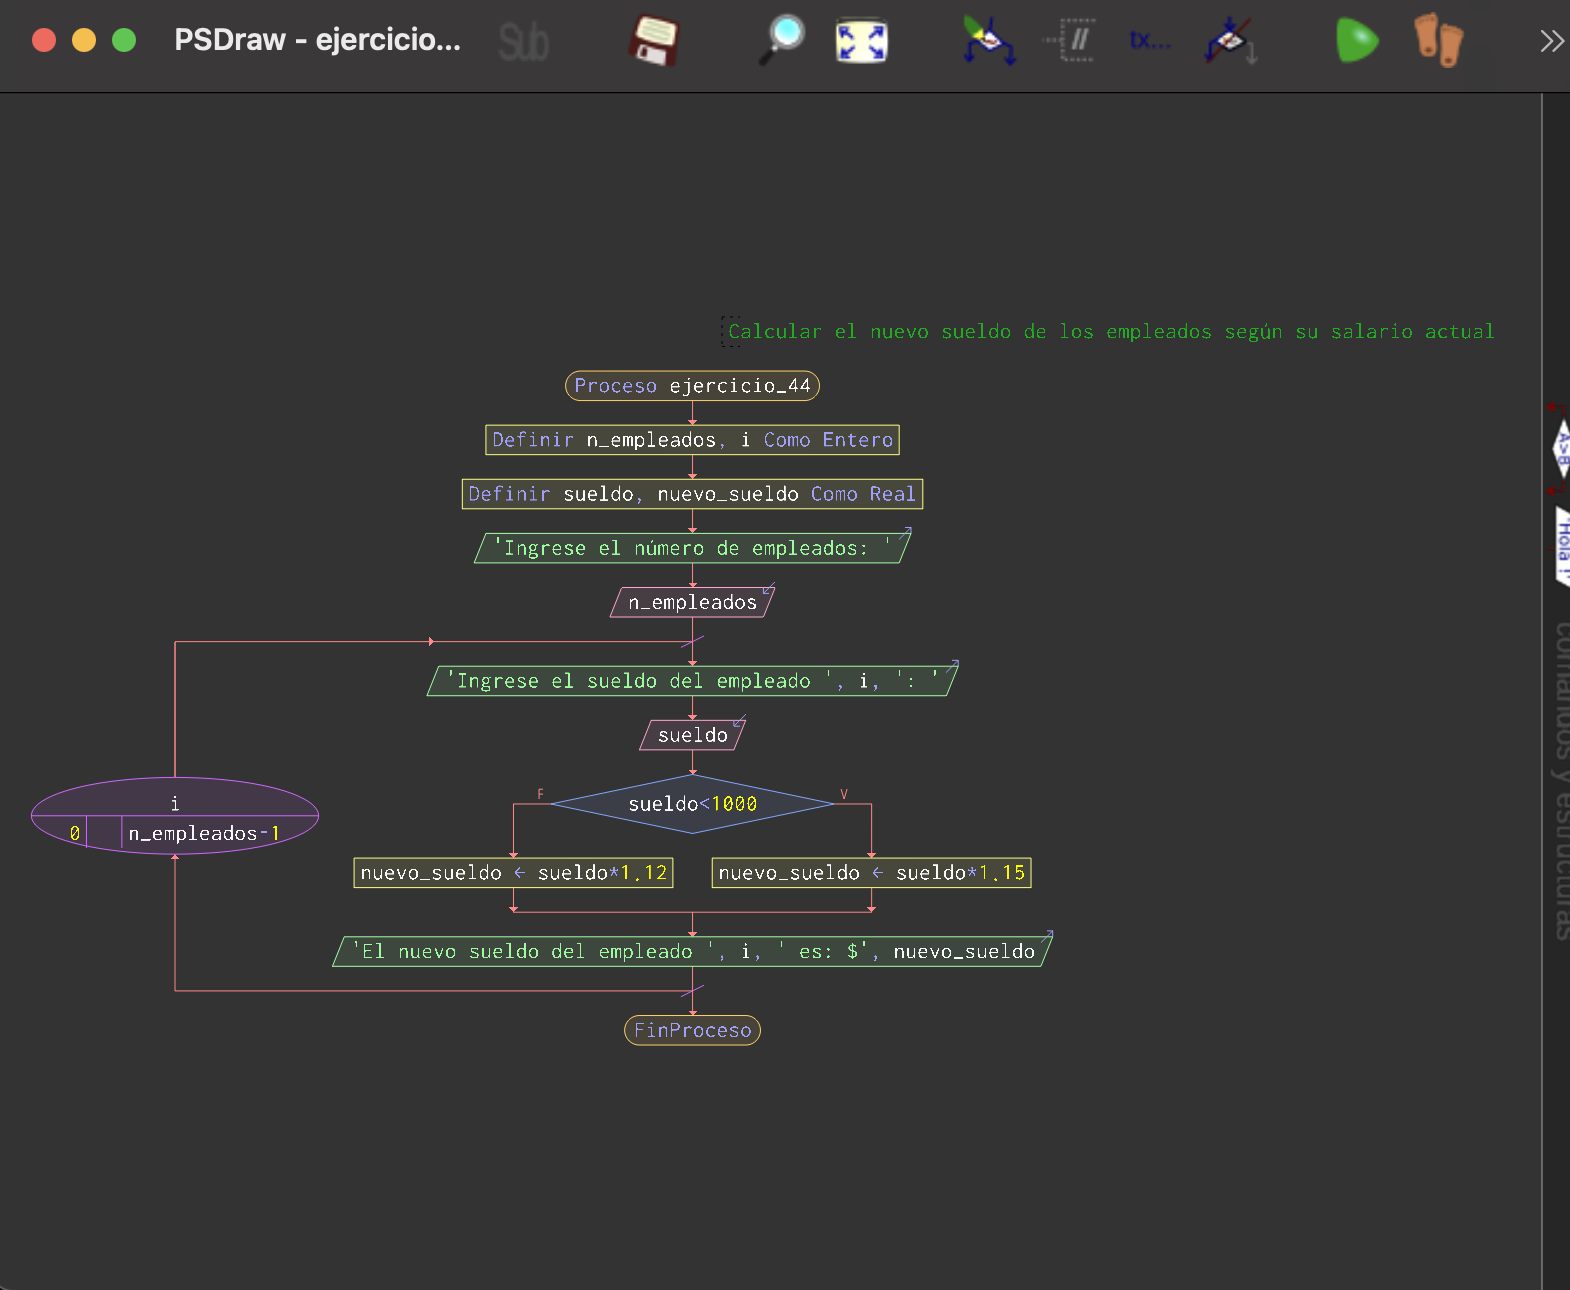 PSDraw - ejercicio...
Sub
//
tx...
Calcular el nuevo sueldo de los empleados según su salario actual
Proceso ejercicio_44
Definir n_empleados, i Como Entero
Definir sueldo, nuevo_sueldo Como Real
'Ingrese el número de empleados: '
n_empleados
'Ingrese el sueldo del empleado ', i, ': '
sueldo
sueldo<1000
F
V
i
0
n_empleados-1
nuevo_sueldo ← sueldo*1.12
nuevo_sueldo ← sueldo*1.15
'El nuevo sueldo del empleado ', i, ' es: $', nuevo_sueldo
FinProceso
A>B
'Hola !'
comandos y estructuras